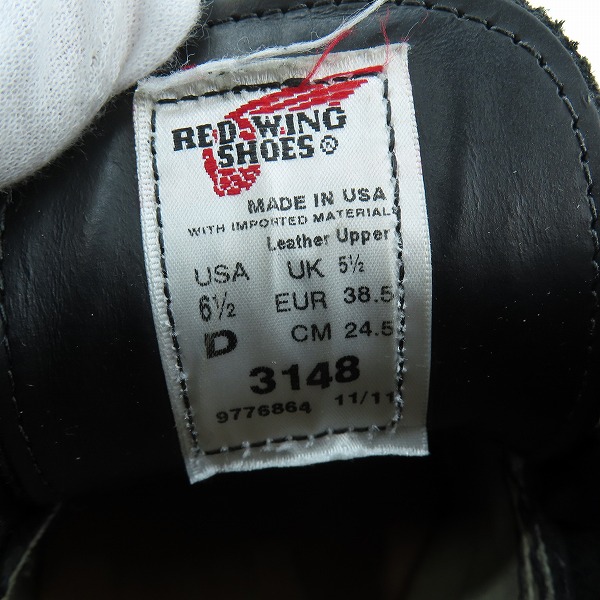 RED WING
SHOES®
MADE IN USA
WITH IMPORTED MATERIALS
Leather Upper
USA UK 5½
6½ EUR 38.5
D CM 24.5
3148
9776864 11/11